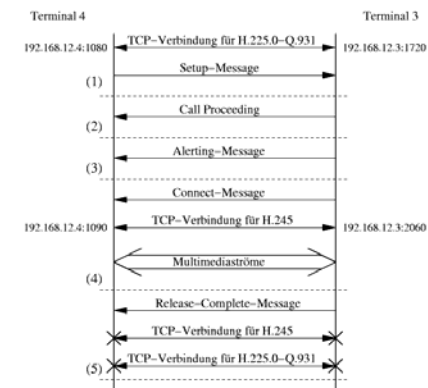 Terminal 4 Terminal 3
192.168.12.4:1080 TCP−Verbindung für H.225.0−Q.931 192.168.12.3:1720
Setup−Message
(1)
Call Proceeding
(2)
Alerting−Message
(3)
Connect−Message
192.168.12.4:1090 TCP−Verbindung für H.245 192.168.12.3:2060
Multimediaströme
(4)
Release−Complete−Message
TCP−Verbindung für H.245
TCP−Verbindung für H.225.0−Q.931
(5)